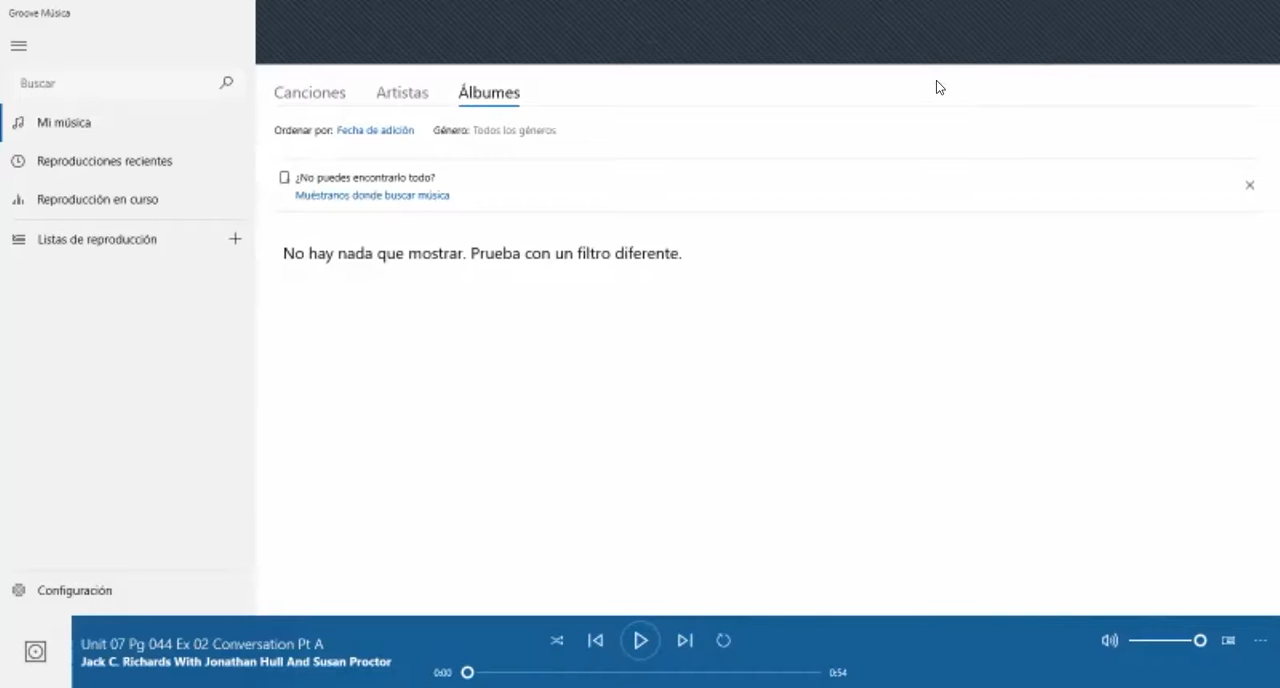 Groove Música
Buscar
Mi música
Reproducciones recientes
Reproducción en curso
Listas de reproducción
Configuración
Canciones Artistas Álbumes
Ordenar por: Fecha de adición Género: Todos los géneros
¿No puedes encontrarlo todo?
Muéstranos donde buscar música
No hay nada que mostrar. Prueba con un filtro diferente.
Unit 07 Pg 044 Ex 02 Conversation Pt A
Jack C. Richards With Jonathan Hull And Susan Proctor
0:00 0:54